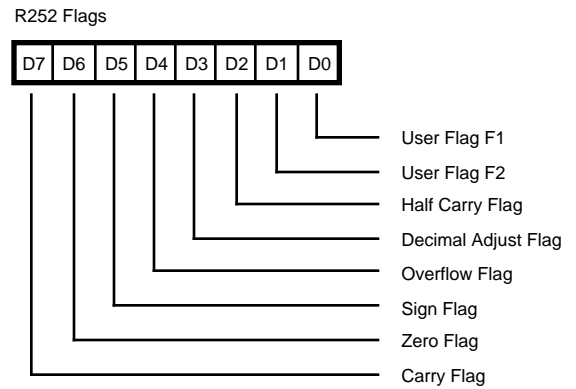 R252 Flags
D7 D6 D5 D4 D3 D2 D1 D0
User Flag F1
User Flag F2
Half Carry Flag
Decimal Adjust Flag
Overflow Flag
Sign Flag
Zero Flag
Carry Flag